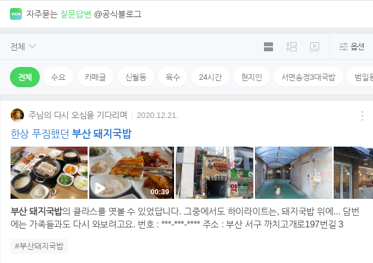 VIEW 자주묻는 질문답변 @공식블로그
전체 옵션
전체 수요 카페글 신월동 육수 24시간 현지인 서면송정3대국밥 범일동
주님의 다시 오심을 기다리며 2020.12.21.
한상 푸짐했던 부산 돼지국밥
00:39
부산 돼지국밥의 클라스를 엿볼 수 있었답니다. 그중에서도 하이라이트는, 돼지국밥 위에... 담번
에는 가족들과도 다시 와보려고요. 번호 : ***-***-**** 주소 : 부산 서구 까치고개로197번길 3
#부산돼지국밥